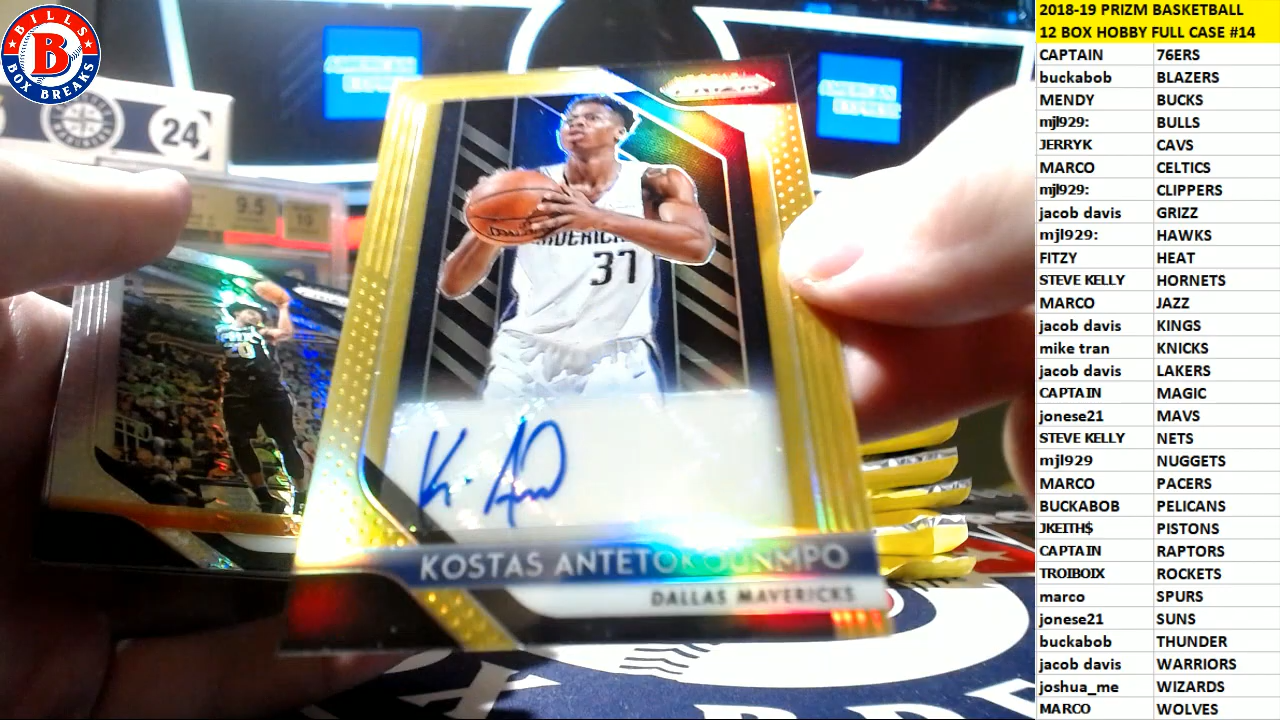 BILLS
B
BOX BREAKS
24
9.5
10
PRIZM
MAVERICKS
37
KOSTAS ANTETOKOUNMPO
DALLAS MAVERICKS
2018-19 PRIZM BASKETBALL
12 BOX HOBBY FULL CASE #14
CAPTAIN 76ERS
buckabob BLAZERS
MENDY BUCKS
mjl929: BULLS
JERRYK CAVS
MARCO CELTICS
mjl929: CLIPPERS
jacob davis GRIZZ
mjl929: HAWKS
FITZY HEAT
STEVE KELLY HORNETS
MARCO JAZZ
jacob davis KINGS
mike tran KNICKS
jacob davis LAKERS
CAPTAIN MAGIC
jonese21 MAVS
STEVE KELLY NETS
mjl929 NUGGETS
MARCO PACERS
BUCKABOB PELICANS
JKEITH$ PISTONS
CAPTAIN RAPTORS
TROIBOIX ROCKETS
marco SPURS
jonese21 SUNS
buckabob THUNDER
jacob davis WARRIORS
joshua_me WIZARDS
MARCO WOLVES